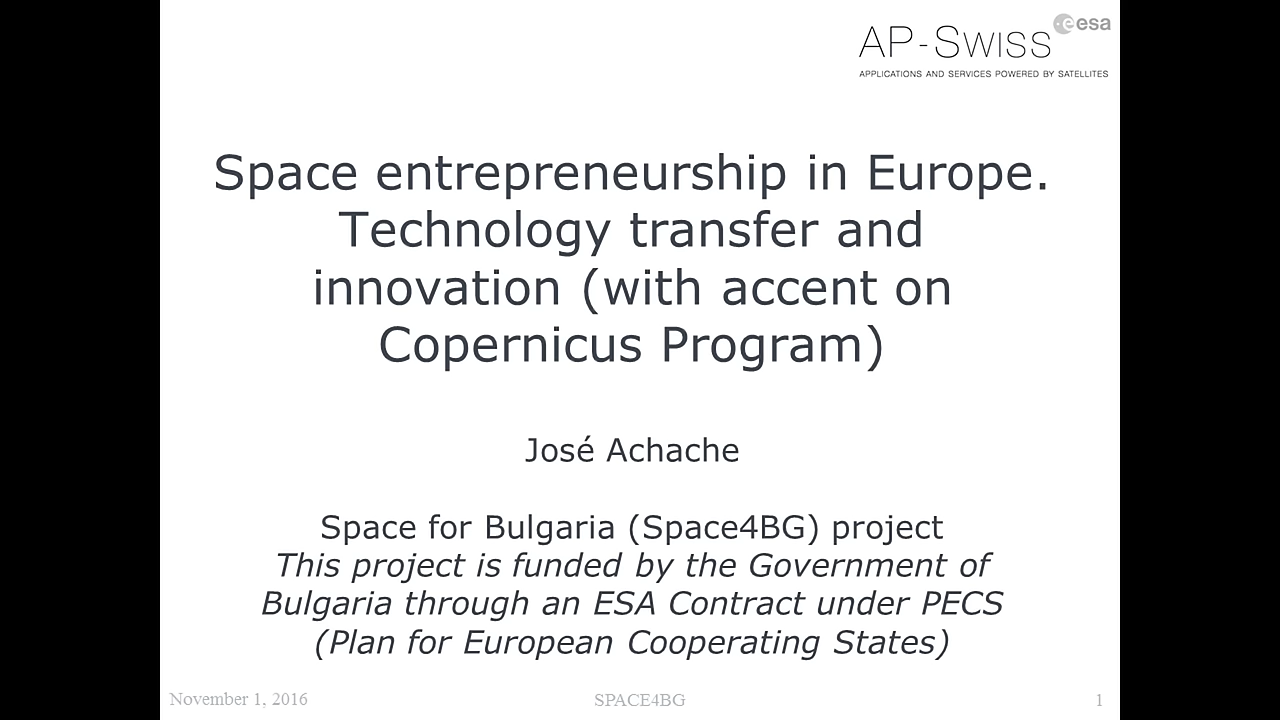 esa
AP-SWISS
APPLICATIONS AND SERVICES POWERED BY SATELLITES
Space entrepreneurship in Europe.
Technology transfer and
innovation (with accent on
Copernicus Program)
José Achache
Space for Bulgaria (Space4BG) project
This project is funded by the Government of
Bulgaria through an ESA Contract under PECS
(Plan for European Cooperating States)
November 1, 2016
SPACE4BG
1